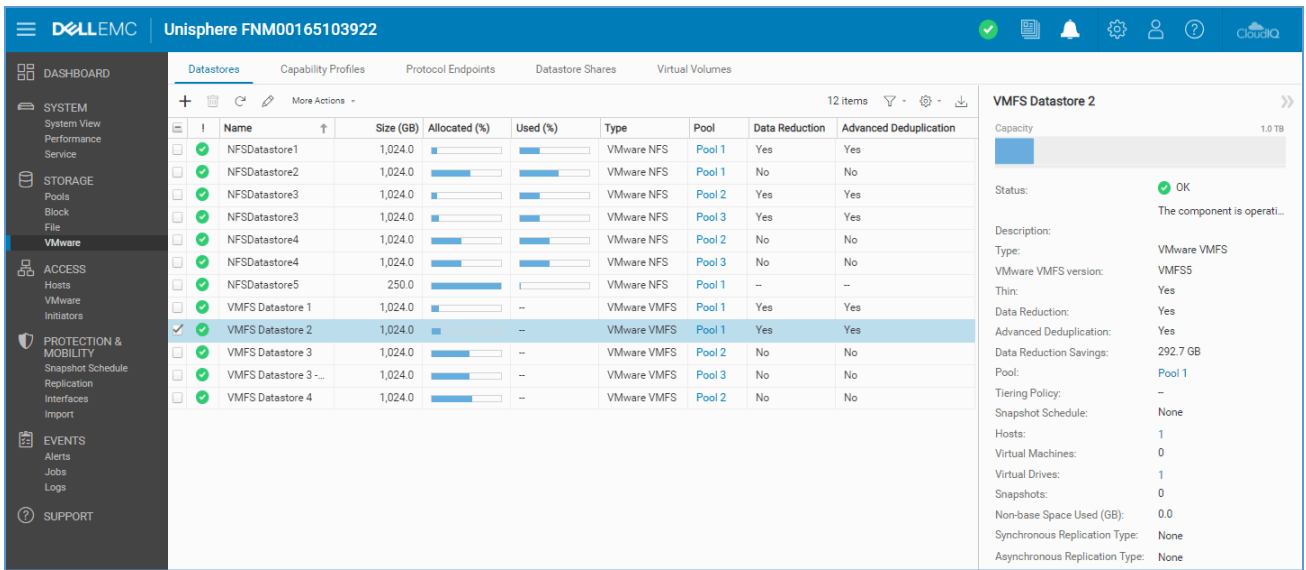 DELLEMC Unisphere FNM00165103922 CloudIQ
DASHBOARD
SYSTEM
System View
Performance
Service
STORAGE
Pools
Block
File
VMware
ACCESS
Hosts
VMware
Initiators
PROTECTION &
MOBILITY
Snapshot Schedule
Replication
Interfaces
Import
EVENTS
Alerts
Jobs
Logs
SUPPORT
Datastores Capability Profiles Protocol Endpoints Datastore Shares Virtual Volumes
More Actions 12 items
! Name Size (GB) Allocated (%) Used (%) Type Pool Data Reduction Advanced Deduplication
NFSDatastore1 1,024.0 VMware NFS Pool 1 Yes Yes
NFSDatastore2 1,024.0 VMware NFS Pool 1 No No
NFSDatastore3 1,024.0 VMware NFS Pool 2 Yes Yes
NFSDatastore3 1,024.0 VMware NFS Pool 3 Yes Yes
NFSDatastore4 1,024.0 VMware NFS Pool 2 No No
NFSDatastore4 1,024.0 VMware NFS Pool 3 No No
NFSDatastore5 250.0 VMware NFS Pool 1 -- --
VMFS Datastore 1 1,024.0 -- VMware VMFS Pool 1 Yes Yes
VMFS Datastore 2 1,024.0 -- VMware VMFS Pool 1 Yes Yes
VMFS Datastore 3 1,024.0 -- VMware VMFS Pool 2 No No
VMFS Datastore 3 -... 1,024.0 -- VMware VMFS Pool 3 No No
VMFS Datastore 4 1,024.0 -- VMware VMFS Pool 2 No No
VMFS Datastore 2
Capacity 1.0 TB
Status: OK
The component is operati...
Description:
Type: VMware VMFS
VMware VMFS version: VMFS5
Thin: Yes
Data Reduction: Yes
Advanced Deduplication: Yes
Data Reduction Savings: 292.7 GB
Pool: Pool 1
Tiering Policy: --
Snapshot Schedule: None
Hosts: 1
Virtual Machines: 0
Virtual Drives: 1
Snapshots: 0
Non-base Space Used (GB): 0.0
Synchronous Replication Type: None
Asynchronous Replication Type: None